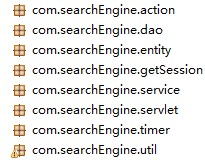 com.searchEngine.action
com.searchEngine.dao
com.searchEngine.entity
com.searchEngine.getSession
com.searchEngine.service
com.searchEngine.servlet
com.searchEngine.timer
com.searchEngine.util